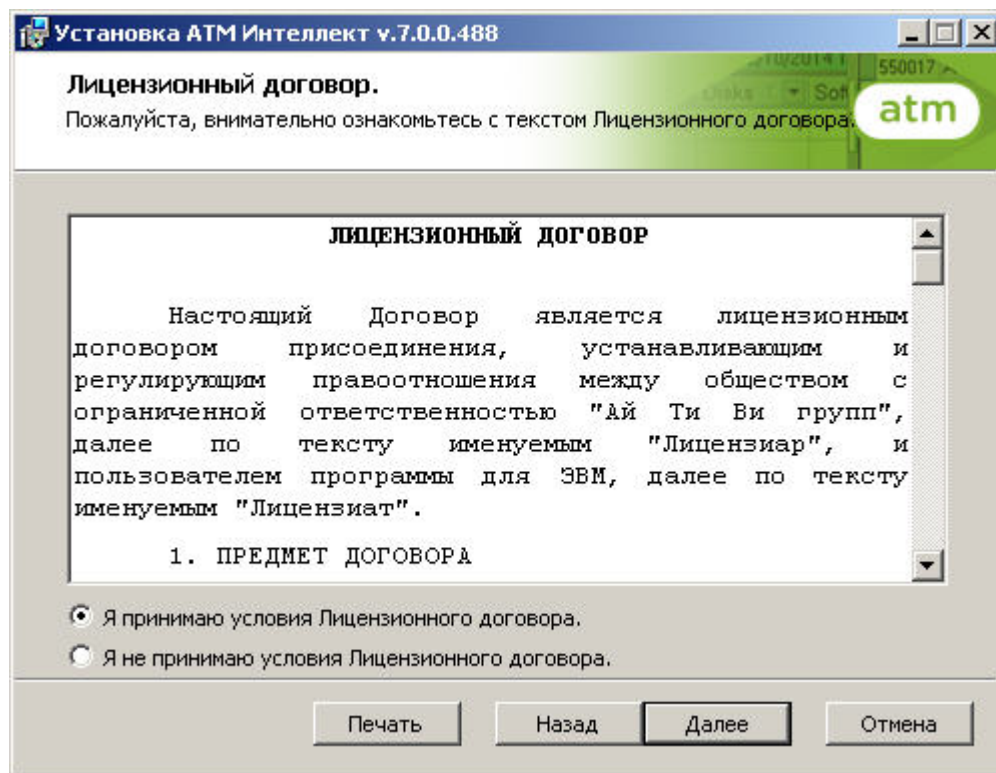 Установка АТМ Интеллект v.7.0.0.488
Лицензионный договор.
Пожалуйста, внимательно ознакомьтесь с текстом Лицензионного договора.
550017
Disks
Sof
atm
ЛИЦЕНЗИОННЫЙ ДОГОВОР
Настоящий Договор является лицензионным
договором присоединения, устанавливающим и
регулирующим правоотношения между обществом с
ограниченной ответственностью "Ай Ти Ви групп",
далее по тексту именуемым "Лицензиар", и
пользователем программы для ЭВМ, далее по тексту
именуемым "Лицензиат".
1. ПРЕДМЕТ ДОГОВОРА
Я принимаю условия Лицензионного договора.
Я не принимаю условия Лицензионного договора.
Печать Назад Далее Отмена